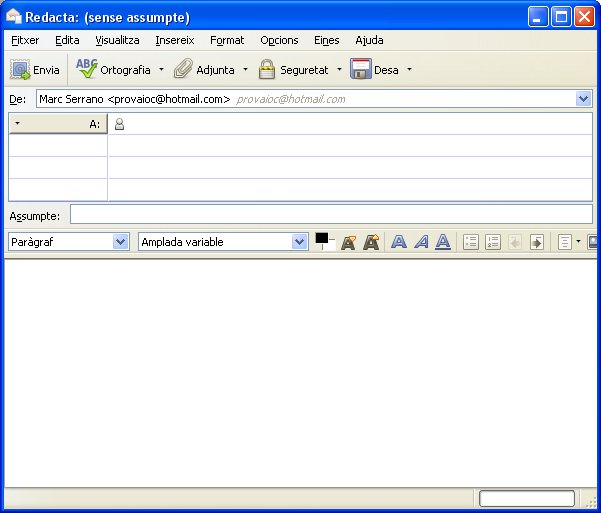 Redacta: (sense assumpte)
Fitxer Edita Visualitza Insereix Format Opcions Eines Ajuda
Envia ABC Ortografia Adjunta Seguretat Desa
De: Marc Serrano <provaioc@hotmail.com> provaioc@hotmail.com
A:
Assumpte:
Paràgraf Amplada variable A A A A A